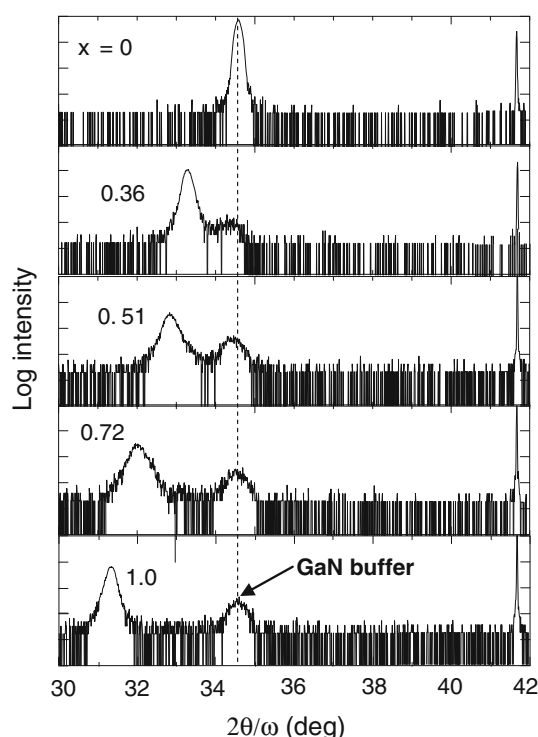 x = 0
0.36
0. 51
0.72
1.0
GaN buffer
Log intensity
30 32 34 36 38 40 42
2θ/ω (deg)